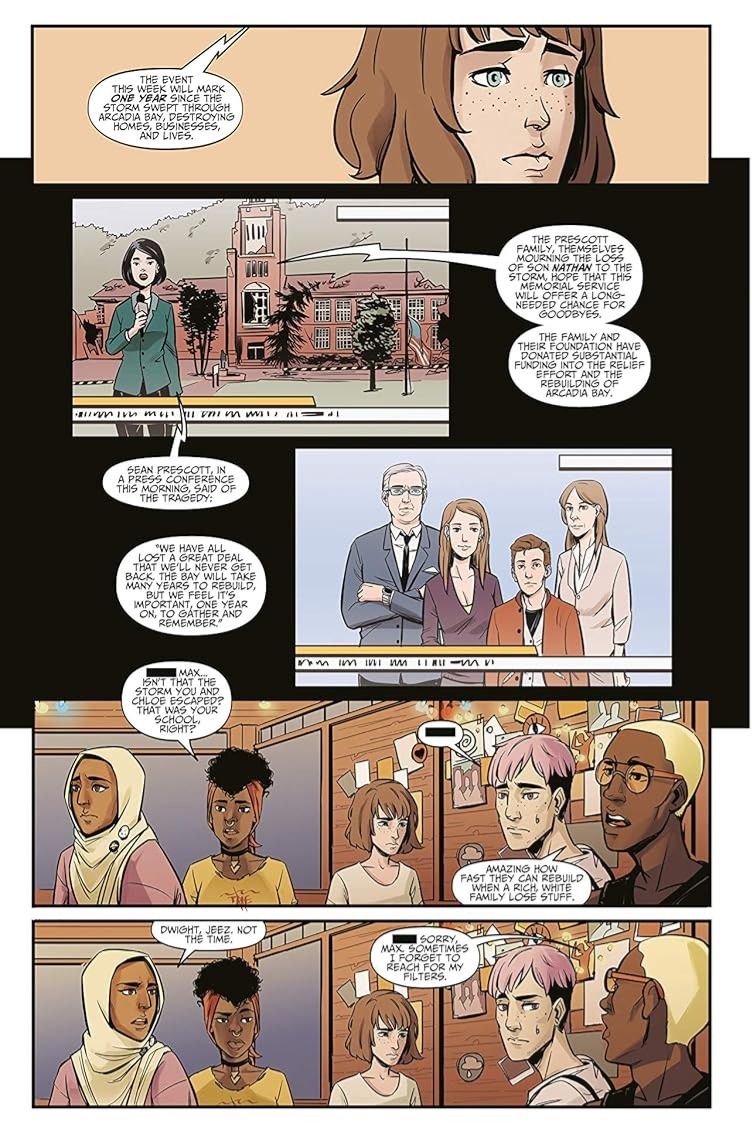 THE EVENT
THIS WEEK WILL MARK
ONE YEAR SINCE THE
STORM SWEPT THROUGH
ARCADIA BAY, DESTROYING
HOMES, BUSINESSES,
AND LIVES.
THE PRESCOTT
FAMILY, THEMSELVES
MOURNING THE LOSS
OF SON NATHAN TO THE
STORM, HOPE THAT THIS
MEMORIAL SERVICE
WILL OFFER A LONG-
NEEDED CHANCE FOR
GOODBYES.
THE FAMILY AND
THEIR FOUNDATION HAVE
DONATED SUBSTANTIAL
FUNDING INTO THE RELIEF
EFFORT AND THE
REBUILDING OF
ARCADIA BAY.
SEAN PRESCOTT, IN
A PRESS CONFERENCE
THIS MORNING, SAID OF
THE TRAGEDY:
"WE HAVE ALL
LOST A GREAT DEAL
THAT WE'LL NEVER GET
BACK. THE BAY WILL TAKE
MANY YEARS TO REBUILD,
BUT WE FEEL IT'S
IMPORTANT, ONE YEAR
ON, TO GATHER AND
REMEMBER."
MAX...
ISN'T THAT THE
STORM YOU AND
CHLOE ESCAPED?
THAT WAS YOUR
SCHOOL,
RIGHT?
AMAZING HOW
FAST THEY CAN REBUILD
WHEN A RICH, WHITE
FAMILY LOSE STUFF.
DWIGHT, JEEZ. NOT
THE TIME.
SORRY,
MAX. SOMETIMES
I FORGET TO
REACH FOR MY
FILTERS.